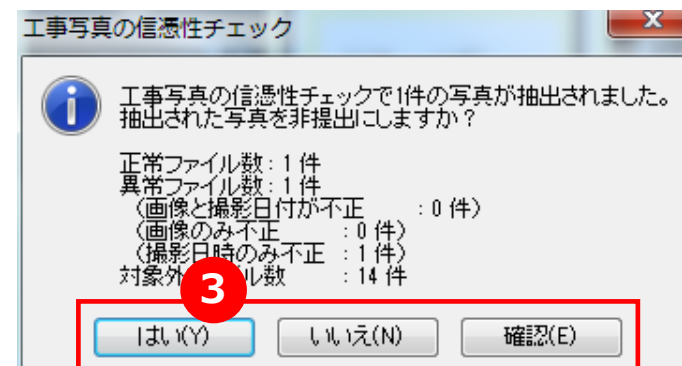 工事写真の信憑性チェック
x
工事写真の信憑性チェックで1件の写真が抽出されました。
抽出された写真を非提出にしますか？
正常ファイル数：1 件
異常ファイル数：1 件
（画像と撮影日付が不正　　：0 件）
（画像のみ不正　　：0 件）
（撮影日時のみ不正　：1 件）
対象外　　ル数　　：14 件
3
はい(Y)　いいえ(N)　確認(E)